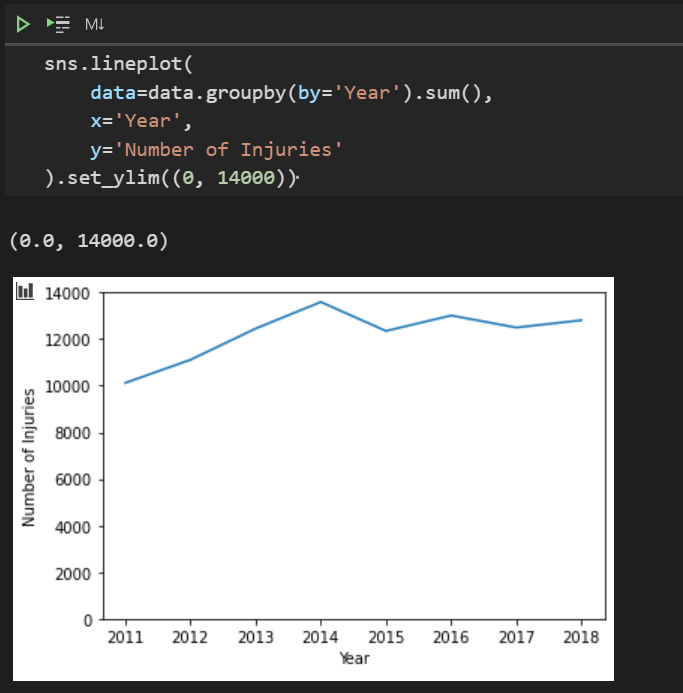 M↓
sns.lineplot(
    data=data.groupby(by='Year').sum(),
    x='Year',
    y='Number of Injuries'
).set_ylim((0, 14000))
(0.0, 14000.0)
14000
12000
10000
8000
6000
4000
2000
0
Number of Injuries
2011 2012 2013 2014 2015 2016 2017 2018
Year